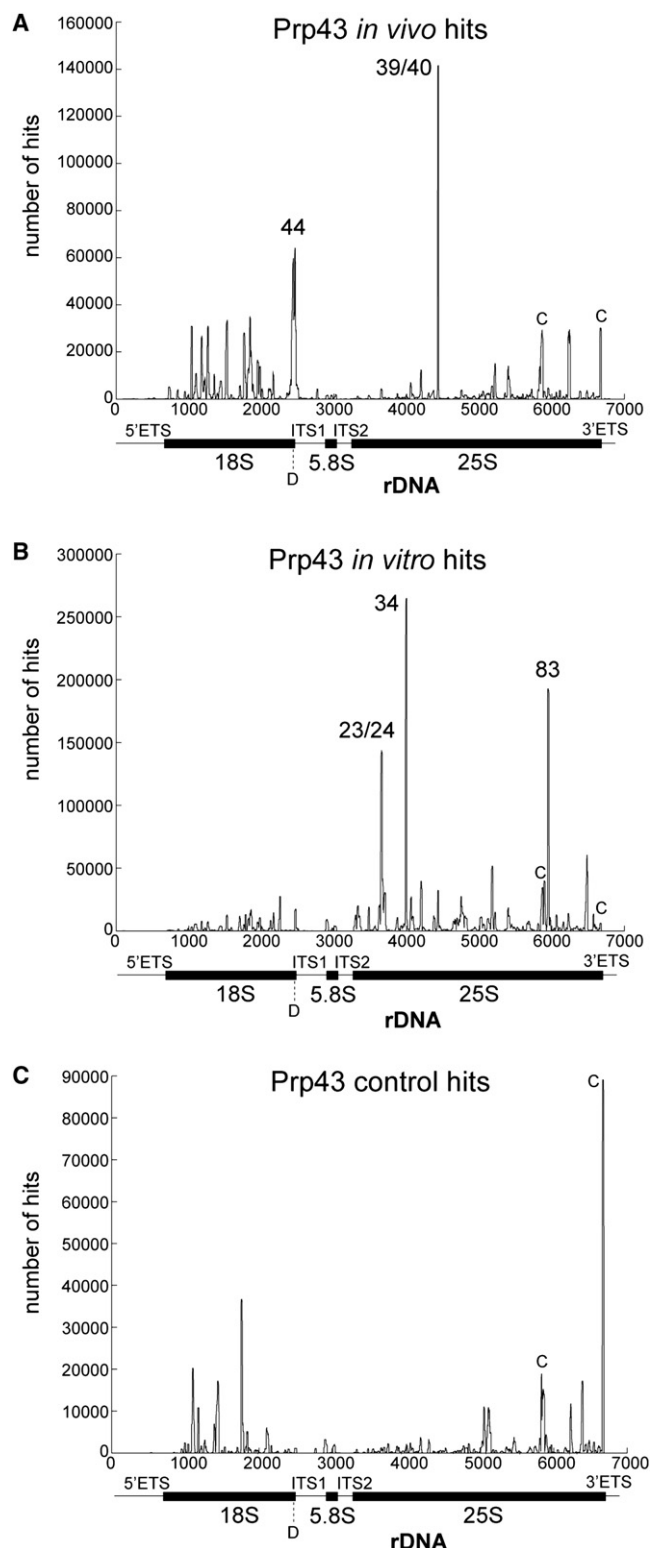 A
Prp43 in vivo hits
number of hits
160000
140000
120000
100000
80000
60000
40000
20000
0
39/40
44
C
C
0 1000 2000 3000 4000 5000 6000 7000
5'ETS ITS1 ITS2 3'ETS
18S 5.8S 25S
D
rDNA
B
Prp43 in vitro hits
number of hits
300000
250000
200000
150000
100000
50000
0
34
83
23/24
C
C
0 1000 2000 3000 4000 5000 6000 7000
5'ETS ITS1 ITS2 3'ETS
18S 5.8S 25S
D
rDNA
C
Prp43 control hits
number of hits
90000
80000
70000
60000
50000
40000
30000
20000
10000
0
C
C
0 1000 2000 3000 4000 5000 6000 7000
5'ETS ITS1 ITS2 3'ETS
18S 5.8S 25S
D
rDNA